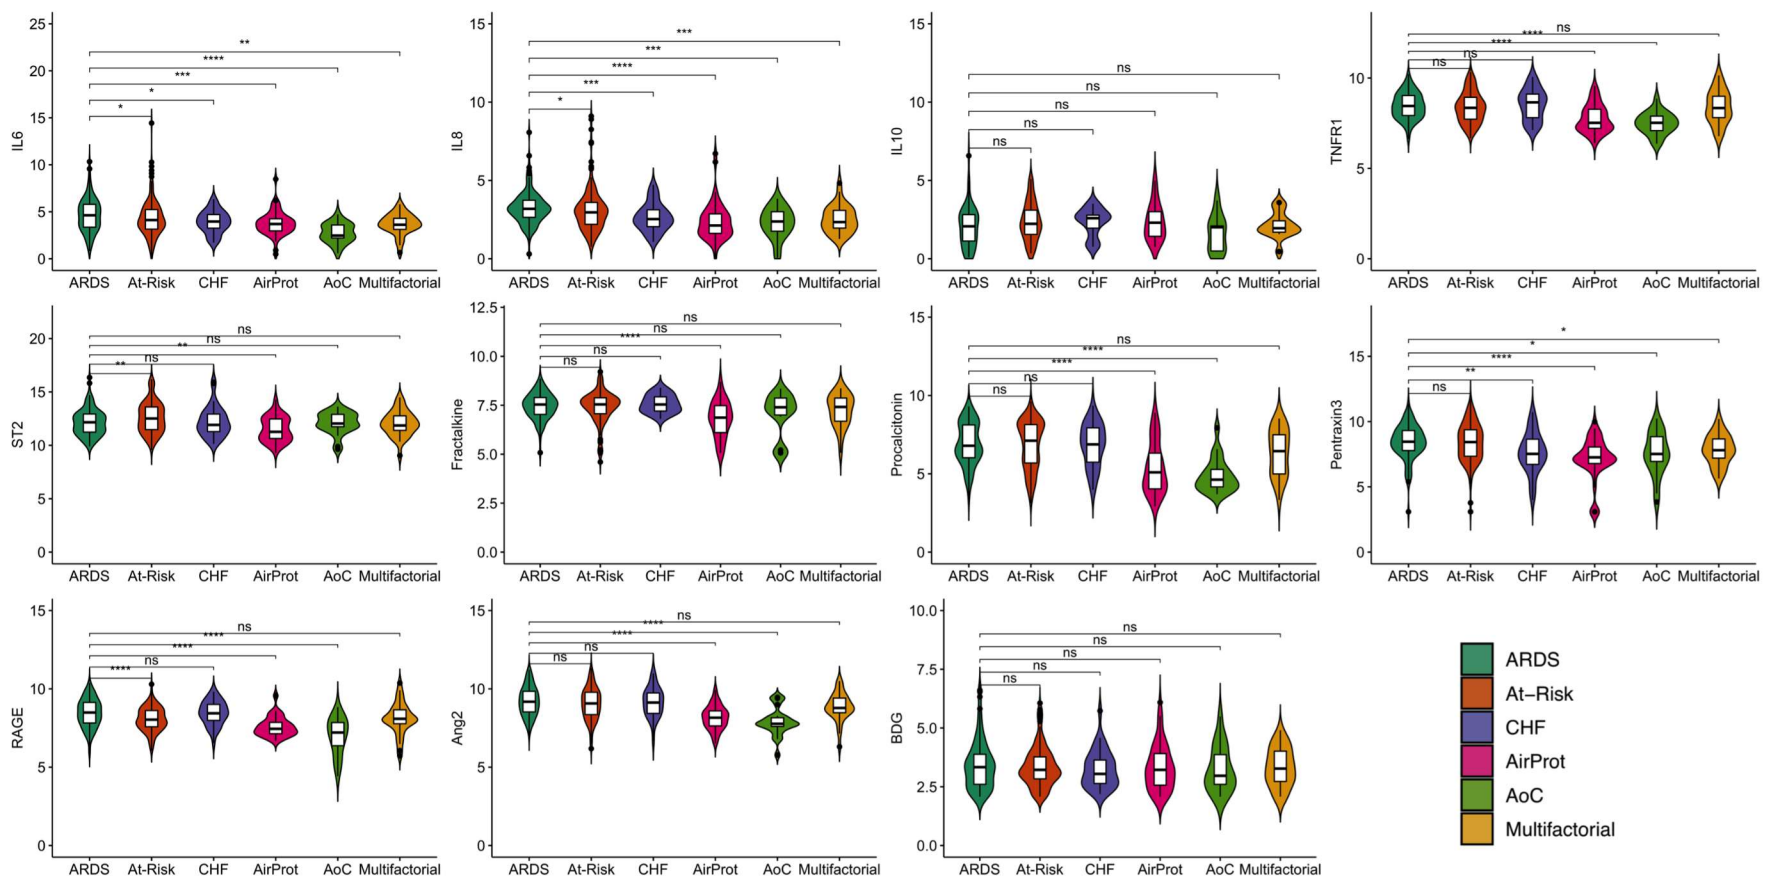 IL6
25
20
15
10
5
0
**
****
***
*
*
ARDS At-Risk CHF AirProt AoC Multifactorial
IL8
15
10
5
0
***
***
****
***
*
ARDS At-Risk CHF AirProt AoC Multifactorial
IL10
15
10
5
0
ns
ns
ns
ns
ns
ARDS At-Risk CHF AirProt AoC Multifactorial
TNFR1
10
5
0
ns
****
****
ns
ns
ARDS At-Risk CHF AirProt AoC Multifactorial
ST2
20
15
10
5
0
ns
ns
**
ns
**
ARDS At-Risk CHF AirProt AoC Multifactorial
Fractalkine
12.5
10.0
7.5
5.0
2.5
0.0
ns
ns
****
ns
ns
ARDS At-Risk CHF AirProt AoC Multifactorial
Procalcitonin
15
10
5
0
ns
****
****
ns
ns
ARDS At-Risk CHF AirProt AoC Multifactorial
Pentraxin3
15
10
5
0
*
*
****
**
ns
ARDS At-Risk CHF AirProt AoC Multifactorial
RAGE
15
10
5
0
ns
****
****
ns
****
ARDS At-Risk CHF AirProt AoC Multifactorial
Ang2
15
10
5
0
ns
****
****
ns
ns
ARDS At-Risk CHF AirProt AoC Multifactorial
BDG
10.0
7.5
5.0
2.5
0.0
ns
ns
ns
ns
ns
ARDS At-Risk CHF AirProt AoC Multifactorial
ARDS
At-Risk
CHF
AirProt
AoC
Multifactorial